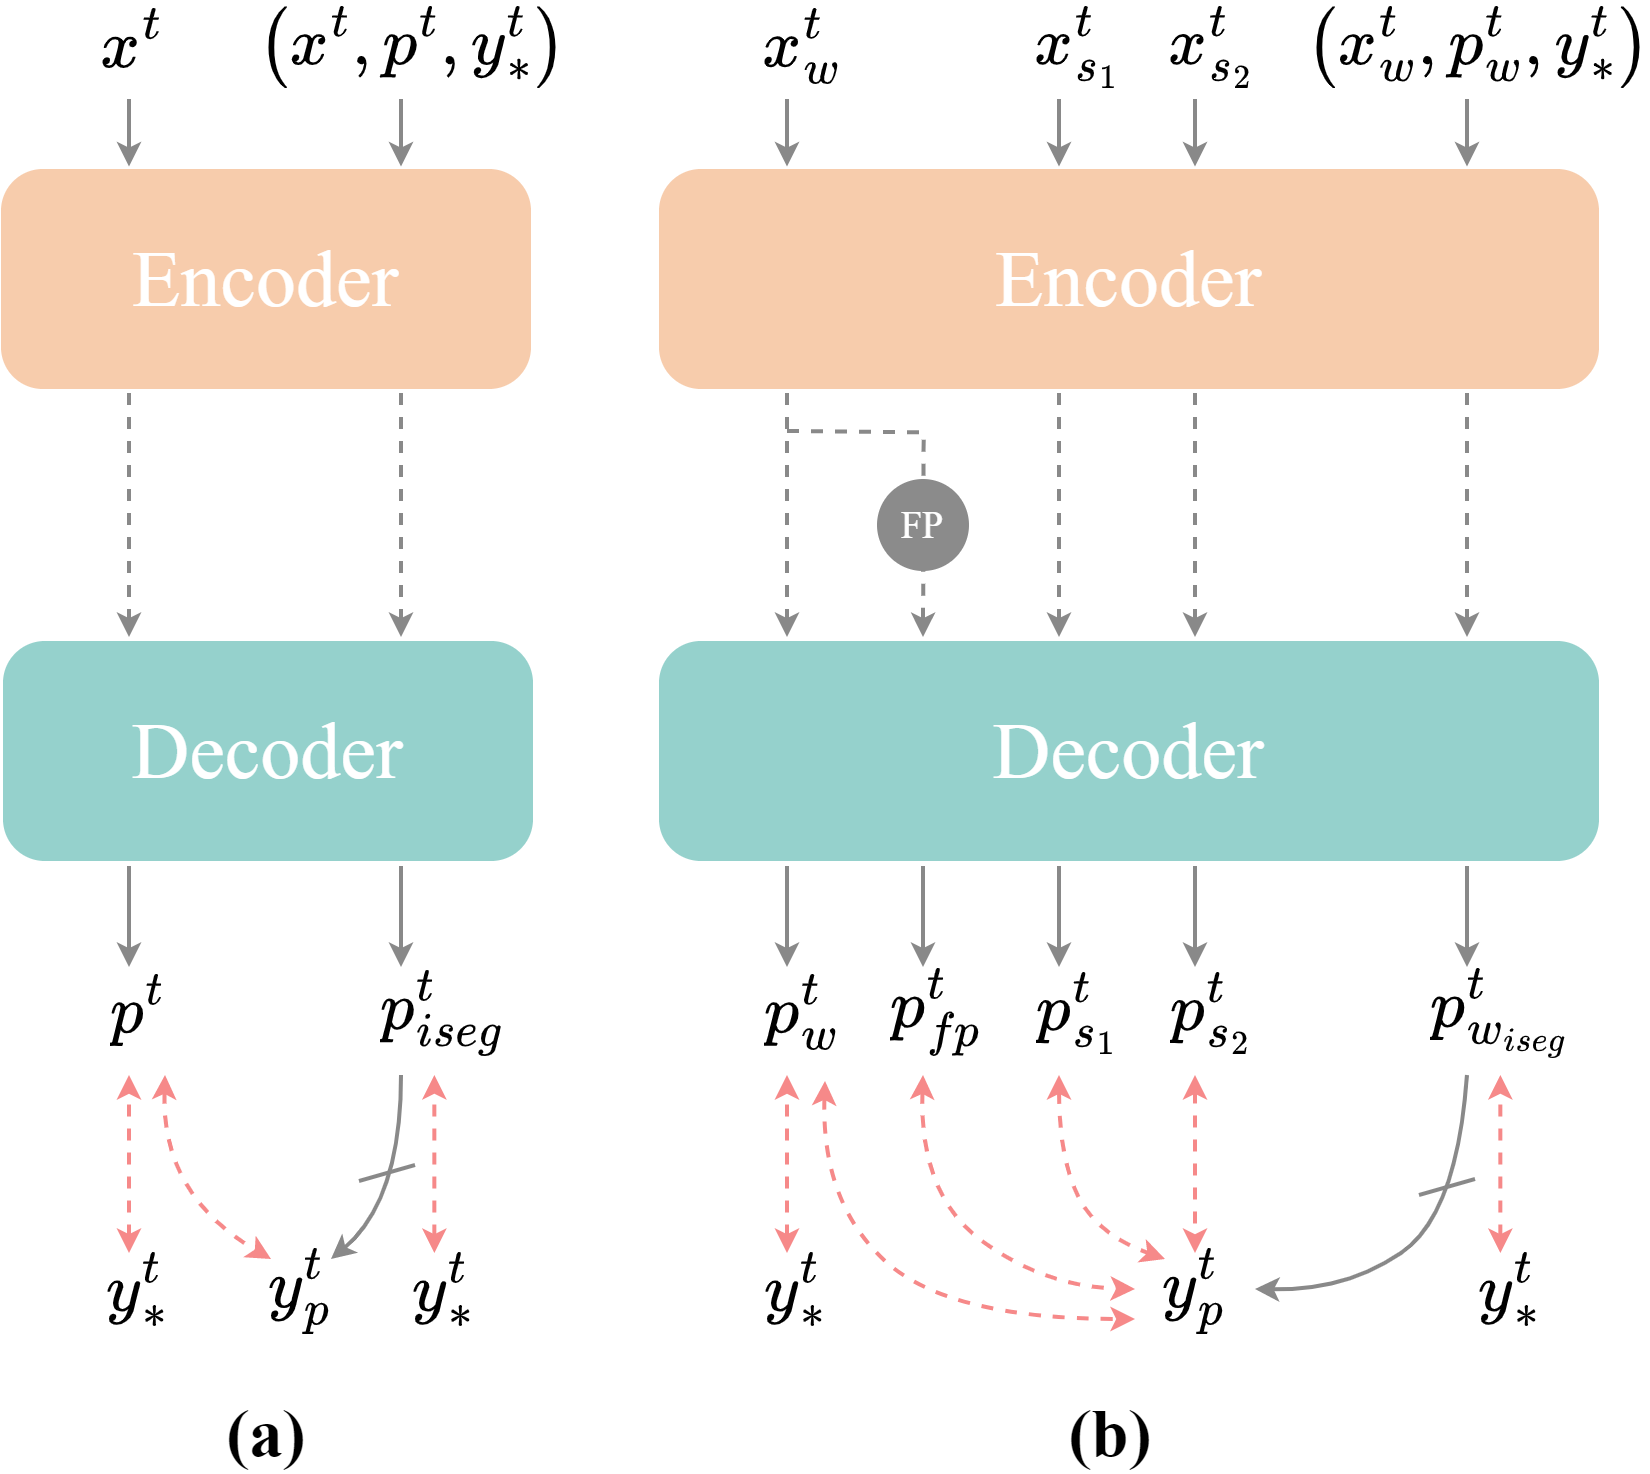 x^t (x^t, p^t, y_*^t) x_w^t x_{s_1}^t x_{s_2}^t (x_w^t, p_w^t, y_*^t)
Encoder Encoder
FP
Decoder Decoder
p^t p_{iseg}^t p_w^t p_{fp}^t p_{s_1}^t p_{s_2}^t p_{w_{iseg}}^t
y_*^t y_p^t y_*^t y_*^t y_p^t y_*^t
(a) (b)